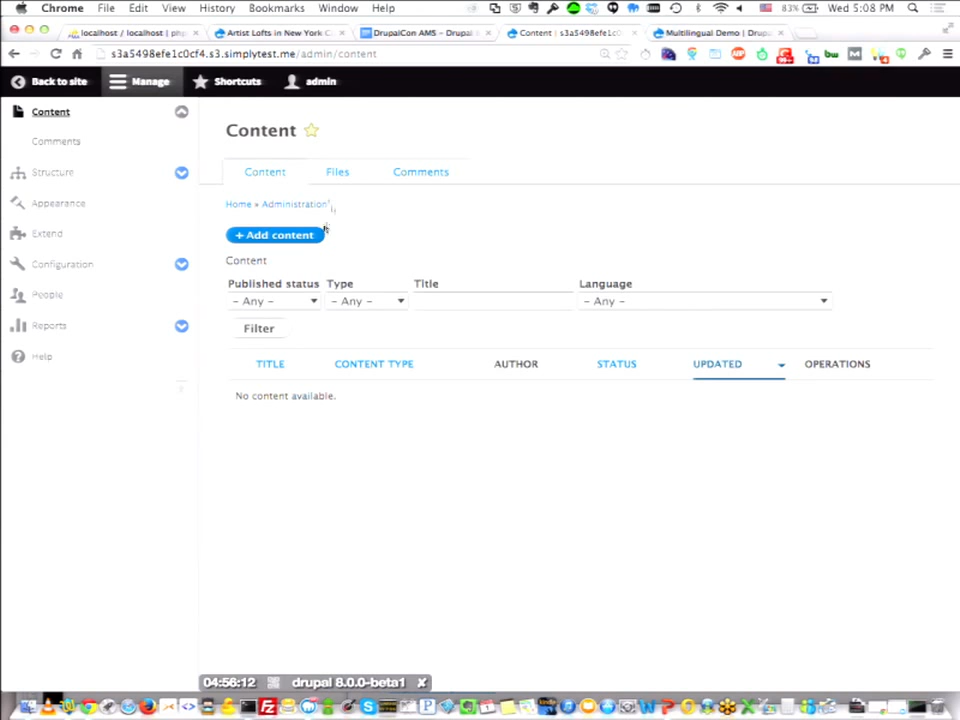 Chrome File Edit View History Bookmarks Window Help 83% Wed 5:08 PM
localhost / localhost | php Artist Lofts in New York C DrupalCon AMS – Drupal Content | s3a5498efe1c0cf4. Multilingual Demo | Drupa
s3a5498efe1c0cf4.s3.simplytest.me/admin/content
Back to site Manage Shortcuts admin
Content
Comments
Structure
Appearance
Extend
Configuration
People
Reports
Help
Content
Content Files Comments
Home » Administration
+ Add content
Content
Published status Type Title Language
- Any - - Any - - Any -
Filter
TITLE CONTENT TYPE AUTHOR STATUS UPDATED OPERATIONS
No content available.
04:56:12 drupal 8.0.0-beta1 ✘